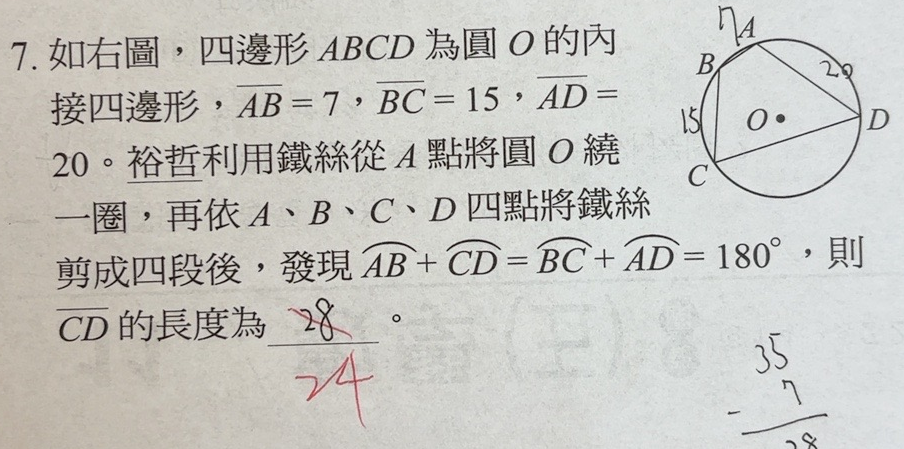 7. 如右圖，四邊形 ABCD 為圓 O 的內
接四邊形，AB = 7，BC = 15，AD =
20。裕哲利用鐵絲從 A 點將圓 O 繞
一圈，再依 A、B、C、D 四點將鐵絲
剪成四段後，發現 AB + CD = BC + AD = 180°，則
CD 的長度為 28 。
24
7
A
B
20
15
O
D
C
35
- 7
28